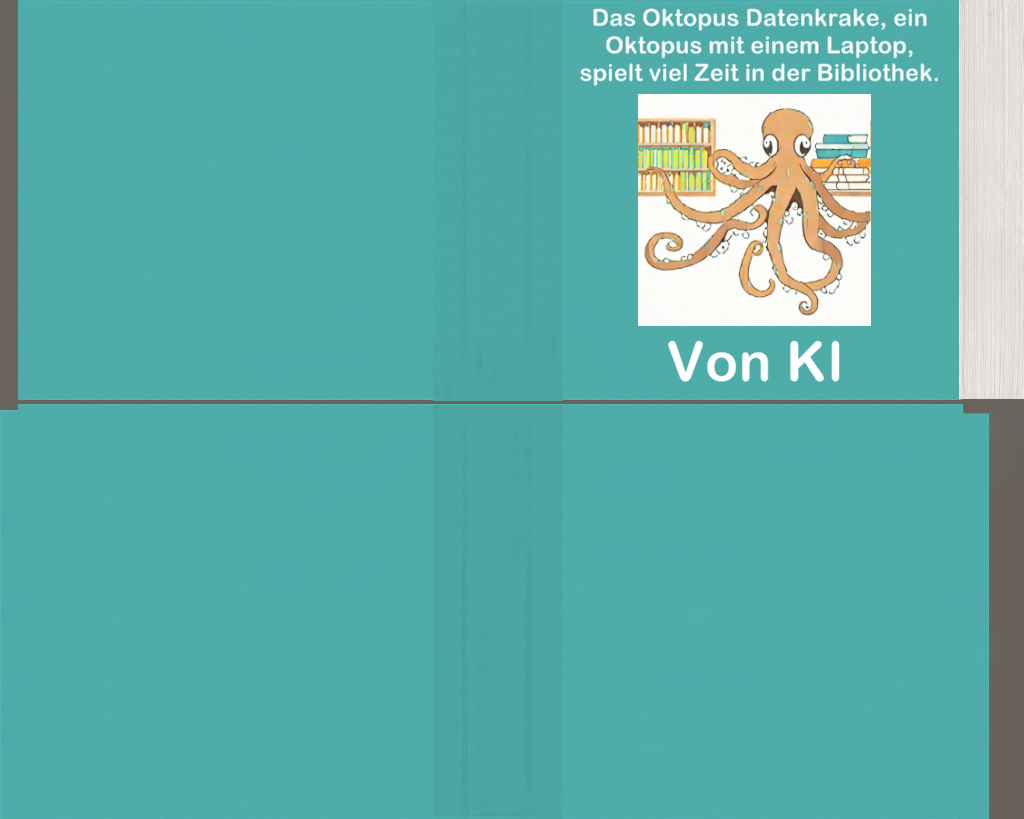 Das Oktopus Datenkrake, ein
Oktopus mit einem Laptop,
spielt viel Zeit in der Bibliothek.
Von KI